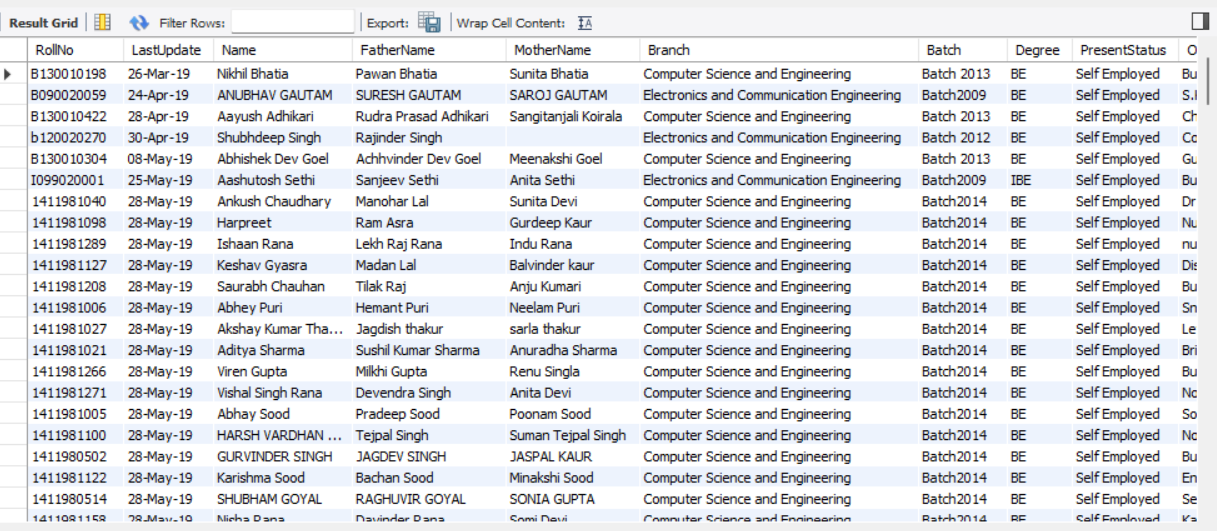 Result Grid Filter Rows: Export: Wrap Cell Content: IA
RollNo LastUpdate Name FatherName MotherName Branch Batch Degree PresentStatus O
B130010198 26-Mar-19 Nikhil Bhatia Pawan Bhatia Sunita Bhatia Computer Science and Engineering Batch 2013 BE Self Employed Bu
B090020059 24-Apr-19 ANUBHAV GAUTAM SURESH GAUTAM SAROJ GAUTAM Electronics and Communication Engineering Batch2009 BE Self Employed S.
B130010422 28-Apr-19 Aayush Adhikari Rudra Prasad Adhikari Sangitanjali Koirala Computer Science and Engineering Batch 2013 BE Self Employed Ch
b120020270 30-Apr-19 Shubhdeep Singh Rajinder Singh Electronics and Communication Engineering Batch 2012 BE Self Employed Co
B130010304 08-May-19 Abhishek Dev Goel Achhvinder Dev Goel Meenakshi Goel Computer Science and Engineering Batch 2013 BE Self Employed Gu
I099020001 25-May-19 Aashutosh Sethi Sanjeev Sethi Anita Sethi Electronics and Communication Engineering Batch2009 IBE Self Employed Bu
1411981040 28-May-19 Ankush Chaudhary Manohar Lal Sunita Devi Computer Science and Engineering Batch2014 BE Self Employed Dr
1411981098 28-May-19 Harpreet Ram Asra Gurdeep Kaur Computer Science and Engineering Batch2014 BE Self Employed Nu
1411981289 28-May-19 Ishaan Rana Lekh Raj Rana Indu Rana Computer Science and Engineering Batch2014 BE Self Employed nu
1411981127 28-May-19 Keshav Gyasra Madan Lal Balvinder kaur Computer Science and Engineering Batch2014 BE Self Employed Dis
1411981208 28-May-19 Saurabh Chauhan Tilak Raj Anju Kumari Computer Science and Engineering Batch2014 BE Self Employed Bu
1411981006 28-May-19 Abhey Puri Hemant Puri Neelam Puri Computer Science and Engineering Batch2014 BE Self Employed Sn
1411981027 28-May-19 Akshay Kumar Tha... Jagdish thakur sarla thakur Computer Science and Engineering Batch2014 BE Self Employed Le
1411981021 28-May-19 Aditya Sharma Sushil Kumar Sharma Anuradha Sharma Computer Science and Engineering Batch2014 BE Self Employed Bri
1411981266 28-May-19 Viren Gupta Milkhi Gupta Renu Singla Computer Science and Engineering Batch2014 BE Self Employed Bu
1411981271 28-May-19 Vishal Singh Rana Devendra Singh Anita Devi Computer Science and Engineering Batch2014 BE Self Employed No
1411981005 28-May-19 Abhay Sood Pradeep Sood Poonam Sood Computer Science and Engineering Batch2014 BE Self Employed So
1411981100 28-May-19 HARSH VARDHAN ... Tejpal Singh Suman Tejpal Singh Computer Science and Engineering Batch2014 BE Self Employed No
1411980502 28-May-19 GURVINDER SINGH JAGDEV SINGH JASPAL KAUR Computer Science and Engineering Batch2014 BE Self Employed Bu
1411981122 28-May-19 Karishma Sood Bachan Sood Minakshi Sood Computer Science and Engineering Batch2014 BE Self Employed En
1411980514 28-May-19 SHUBHAM GOYAL RAGHUVIR GOYAL SONIA GUPTA Computer Science and Engineering Batch2014 BE Self Employed Se
1411981158 28-May-19 Nisha Rana Davinder Rana Somi Devi Computer Science and Engineering Batch2014 BE Self Employed Ka